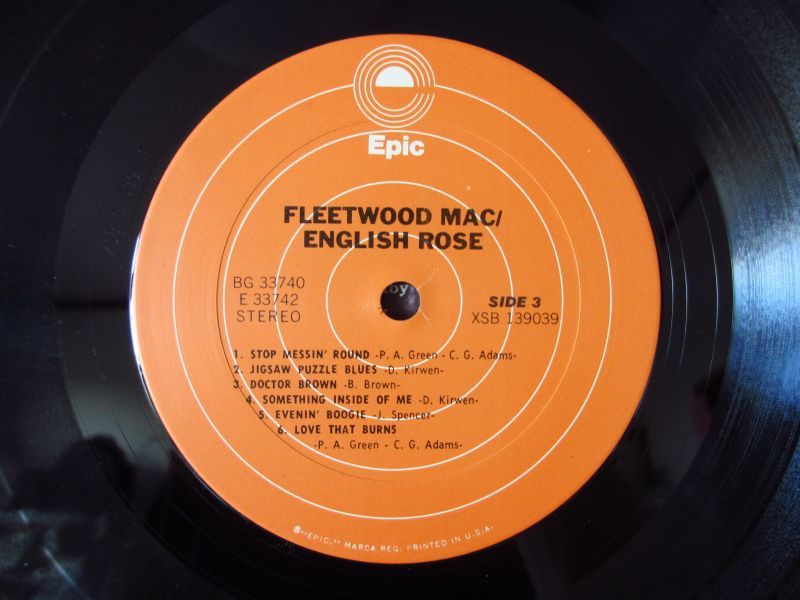 Epic
FLEETWOOD MAC/
ENGLISH ROSE
BG 33740
E 33742
STEREO
SIDE 3
XSB 139039
1. STOP MESSIN' ROUND -P. A. Green - C. G. Adams-
2. JIGSAW PUZZLE BLUES -D. Kirwen-
3. DOCTOR BROWN -B. Brown-
4. SOMETHING INSIDE OF ME -D. Kirwen-
5. EVENIN' BOOGIE -J. Spencer-
6. LOVE THAT BURNS
-P. A. Green - C. G. Adams-
®"EPIC," MARCA REG. PRINTED IN U.S.A.